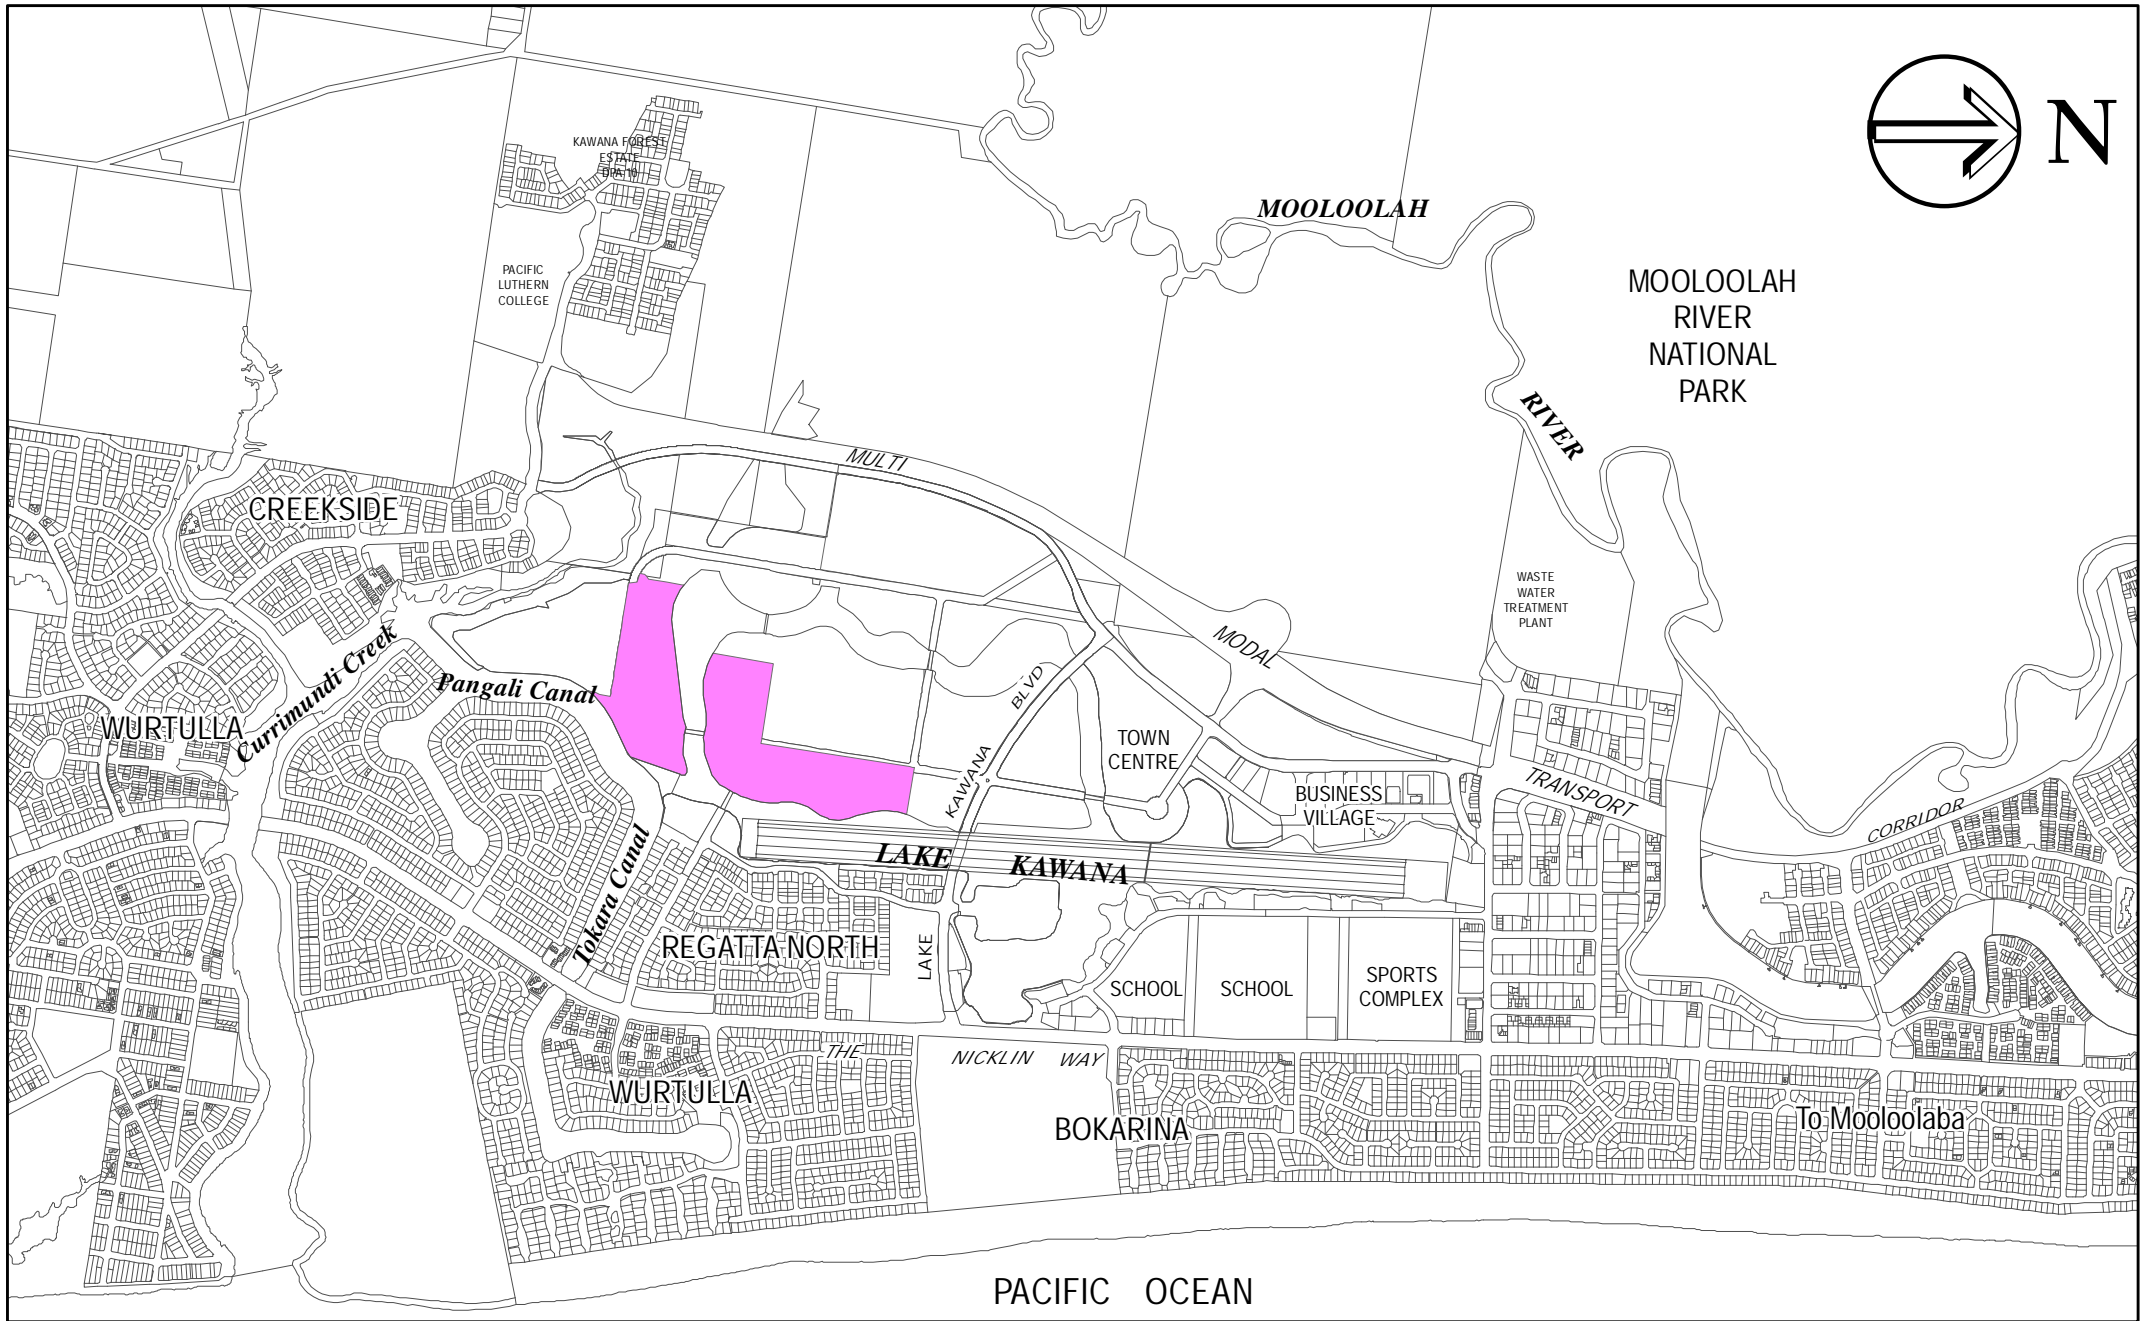 N
KAWANA FOREST
ESTATE
DPA 10
PACIFIC
LUTHERN
COLLEGE
MOOLOOLAH
RIVER
MOOLOOLAH
RIVER
NATIONAL
PARK
MULTI
MODAL
TRANSPORT
CORRIDOR
WASTE
WATER
TREATMENT
PLANT
CREEKSIDE
Currimundi Creek
Pangali Canal
WURTULLA
KAWANA BLVD
TOWN
CENTRE
BUSINESS
VILLAGE
LAKE KAWANA
Tokara Canal
REGATTA NORTH
LAKE
SCHOOL
SCHOOL
SPORTS
COMPLEX
THE
NICKLIN WAY
WURTULLA
BOKARINA
To Mooloolaba
PACIFIC OCEAN